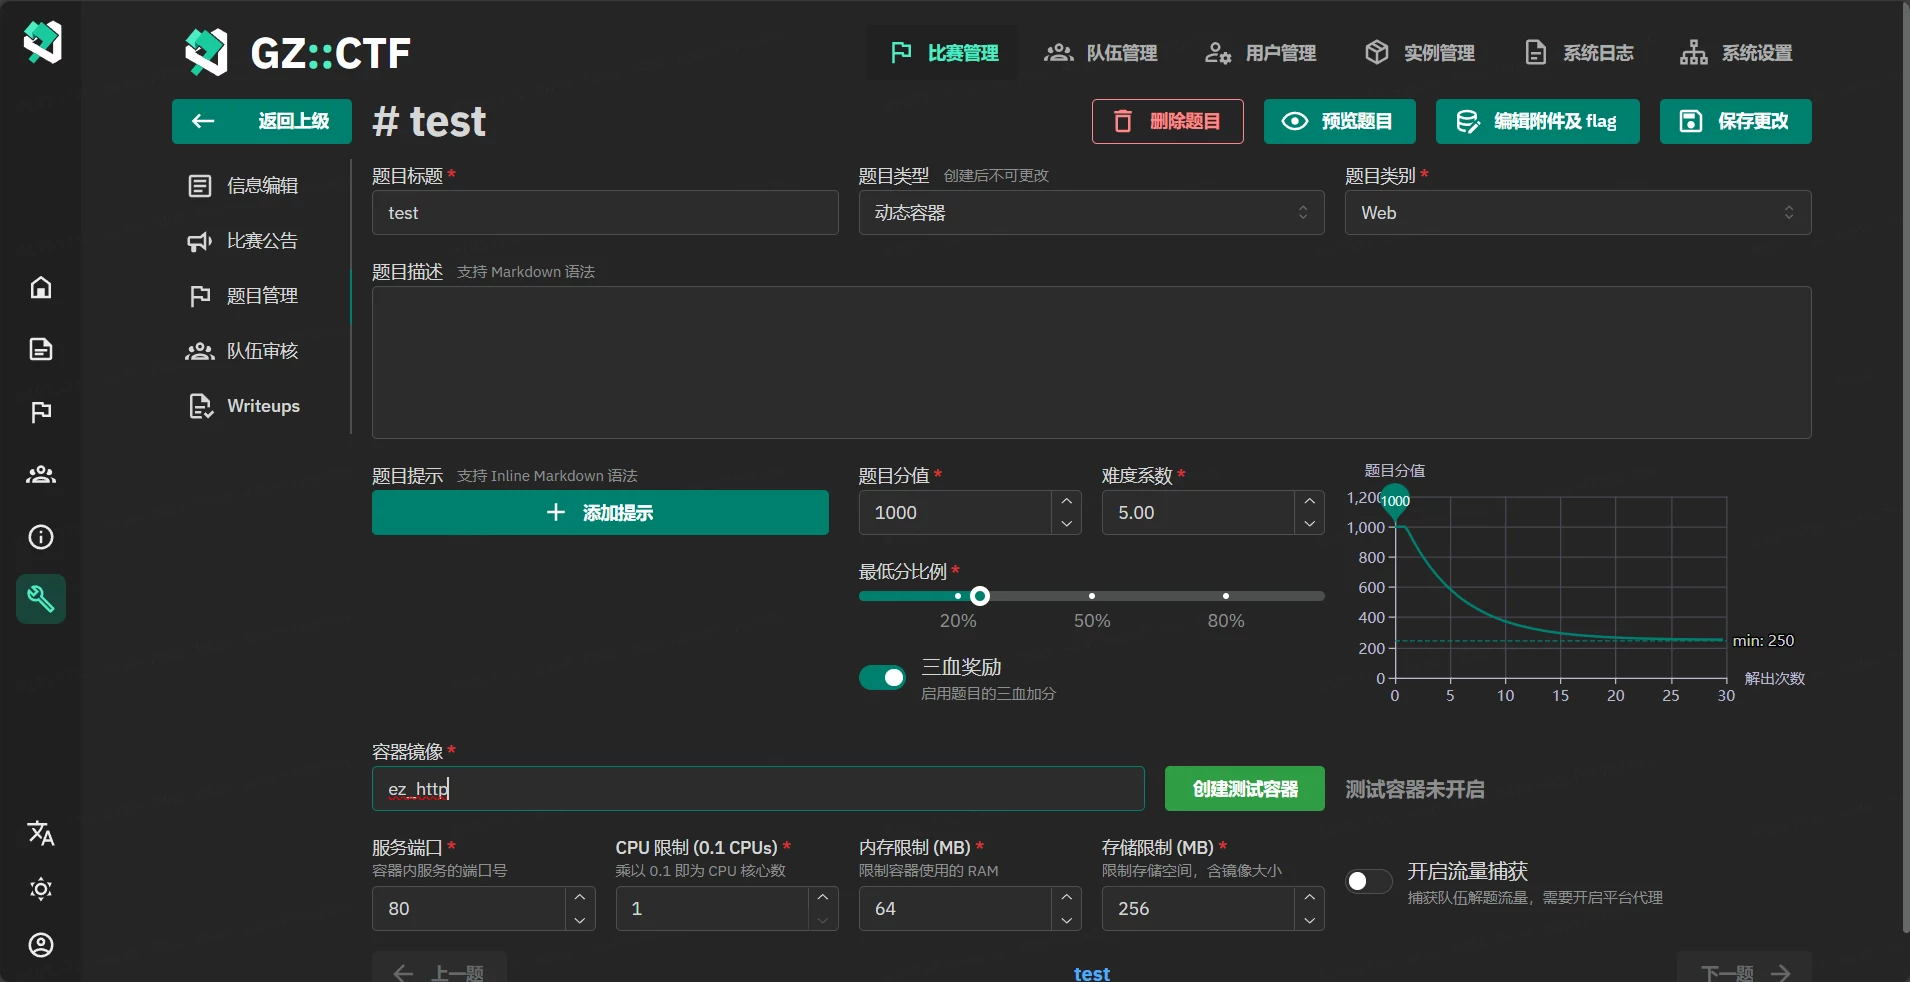 GZ::CTF
比赛管理
队伍管理
用户管理
实例管理
系统日志
系统设置
返回上级
# test
删除题目
预览题目
编辑附件及 flag
保存更改
信息编辑
比赛公告
题目管理
队伍审核
Writeups
题目标题 *
test
题目类型 创建后不可更改
动态容器
题目类别 *
Web
题目描述 支持 Markdown 语法
题目提示 支持 Inline Markdown 语法
添加提示
题目分值 *
1000
难度系数 *
5.00
最低分比例 *
20%
50%
80%
三血奖励
启用题目的三血加分
题目分值
1000
1,200
1,000
800
600
400
200
0
0
5
10
15
20
25
30
min: 250
解出次数
容器镜像 *
ez_http
创建测试容器
测试容器未开启
服务端口 *
容器内服务的端口号
80
CPU 限制 (0.1 CPUs) *
乘以 0.1 即为 CPU 核心数
1
内存限制 (MB) *
限制容器使用的 RAM
64
存储限制 (MB) *
限制存储空间，含镜像大小
256
开启流量捕获
捕获队伍解题流量，需要开启平台代理
上一题
test
下一题